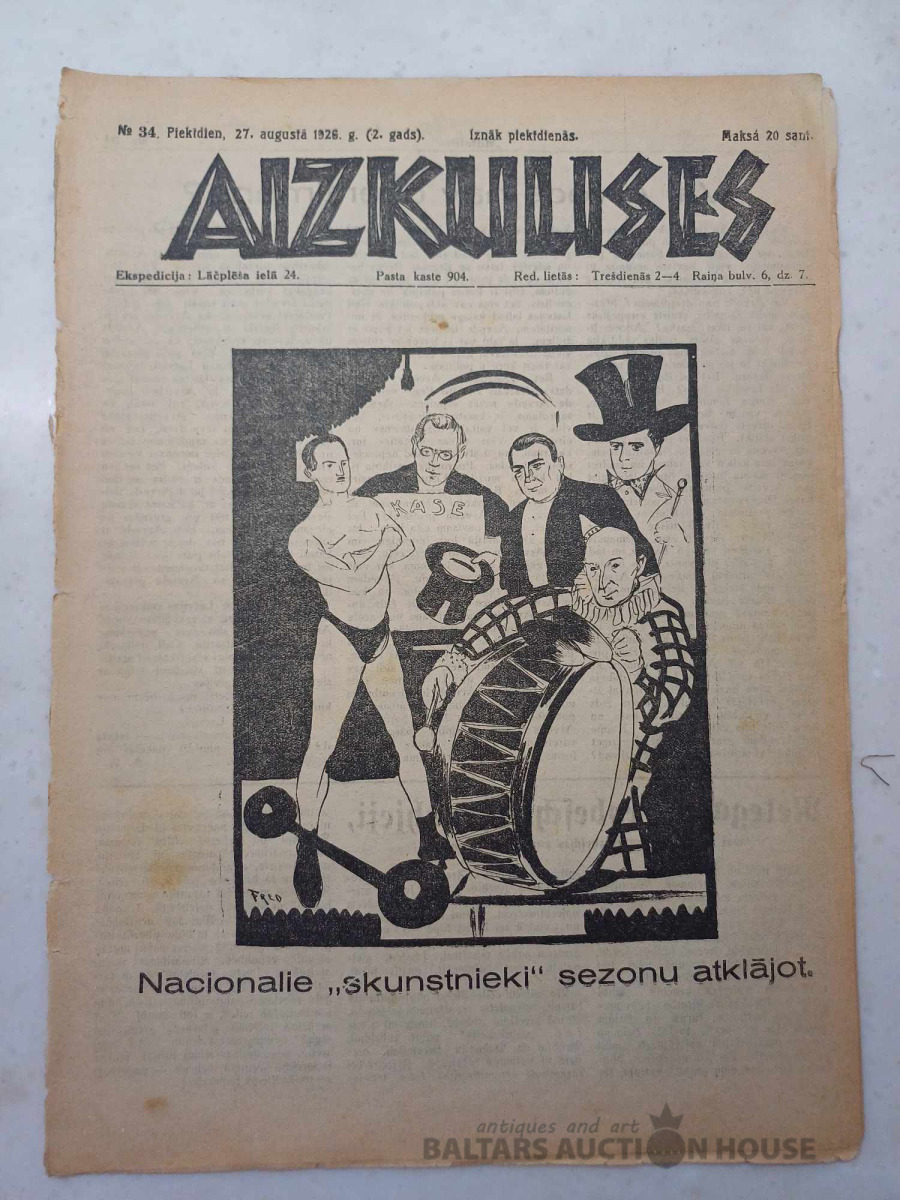 № 34. Piektdien, 27. augustā 1926. g. (2. gads). Iznāk piektdienās. Maksā 20 sant.
AIZKULISES
Ekspedicija: Lāčplēša ielā 24. Pasta kaste 904. Red. lietās: Trešdienās 2—4 Raiņa bulv. 6, dz. 7.
KASE
FRED
Nacionalie „skunstnieki“ sezonu atklājot.
antiques and art
BALTARS AUCTION HOUSE